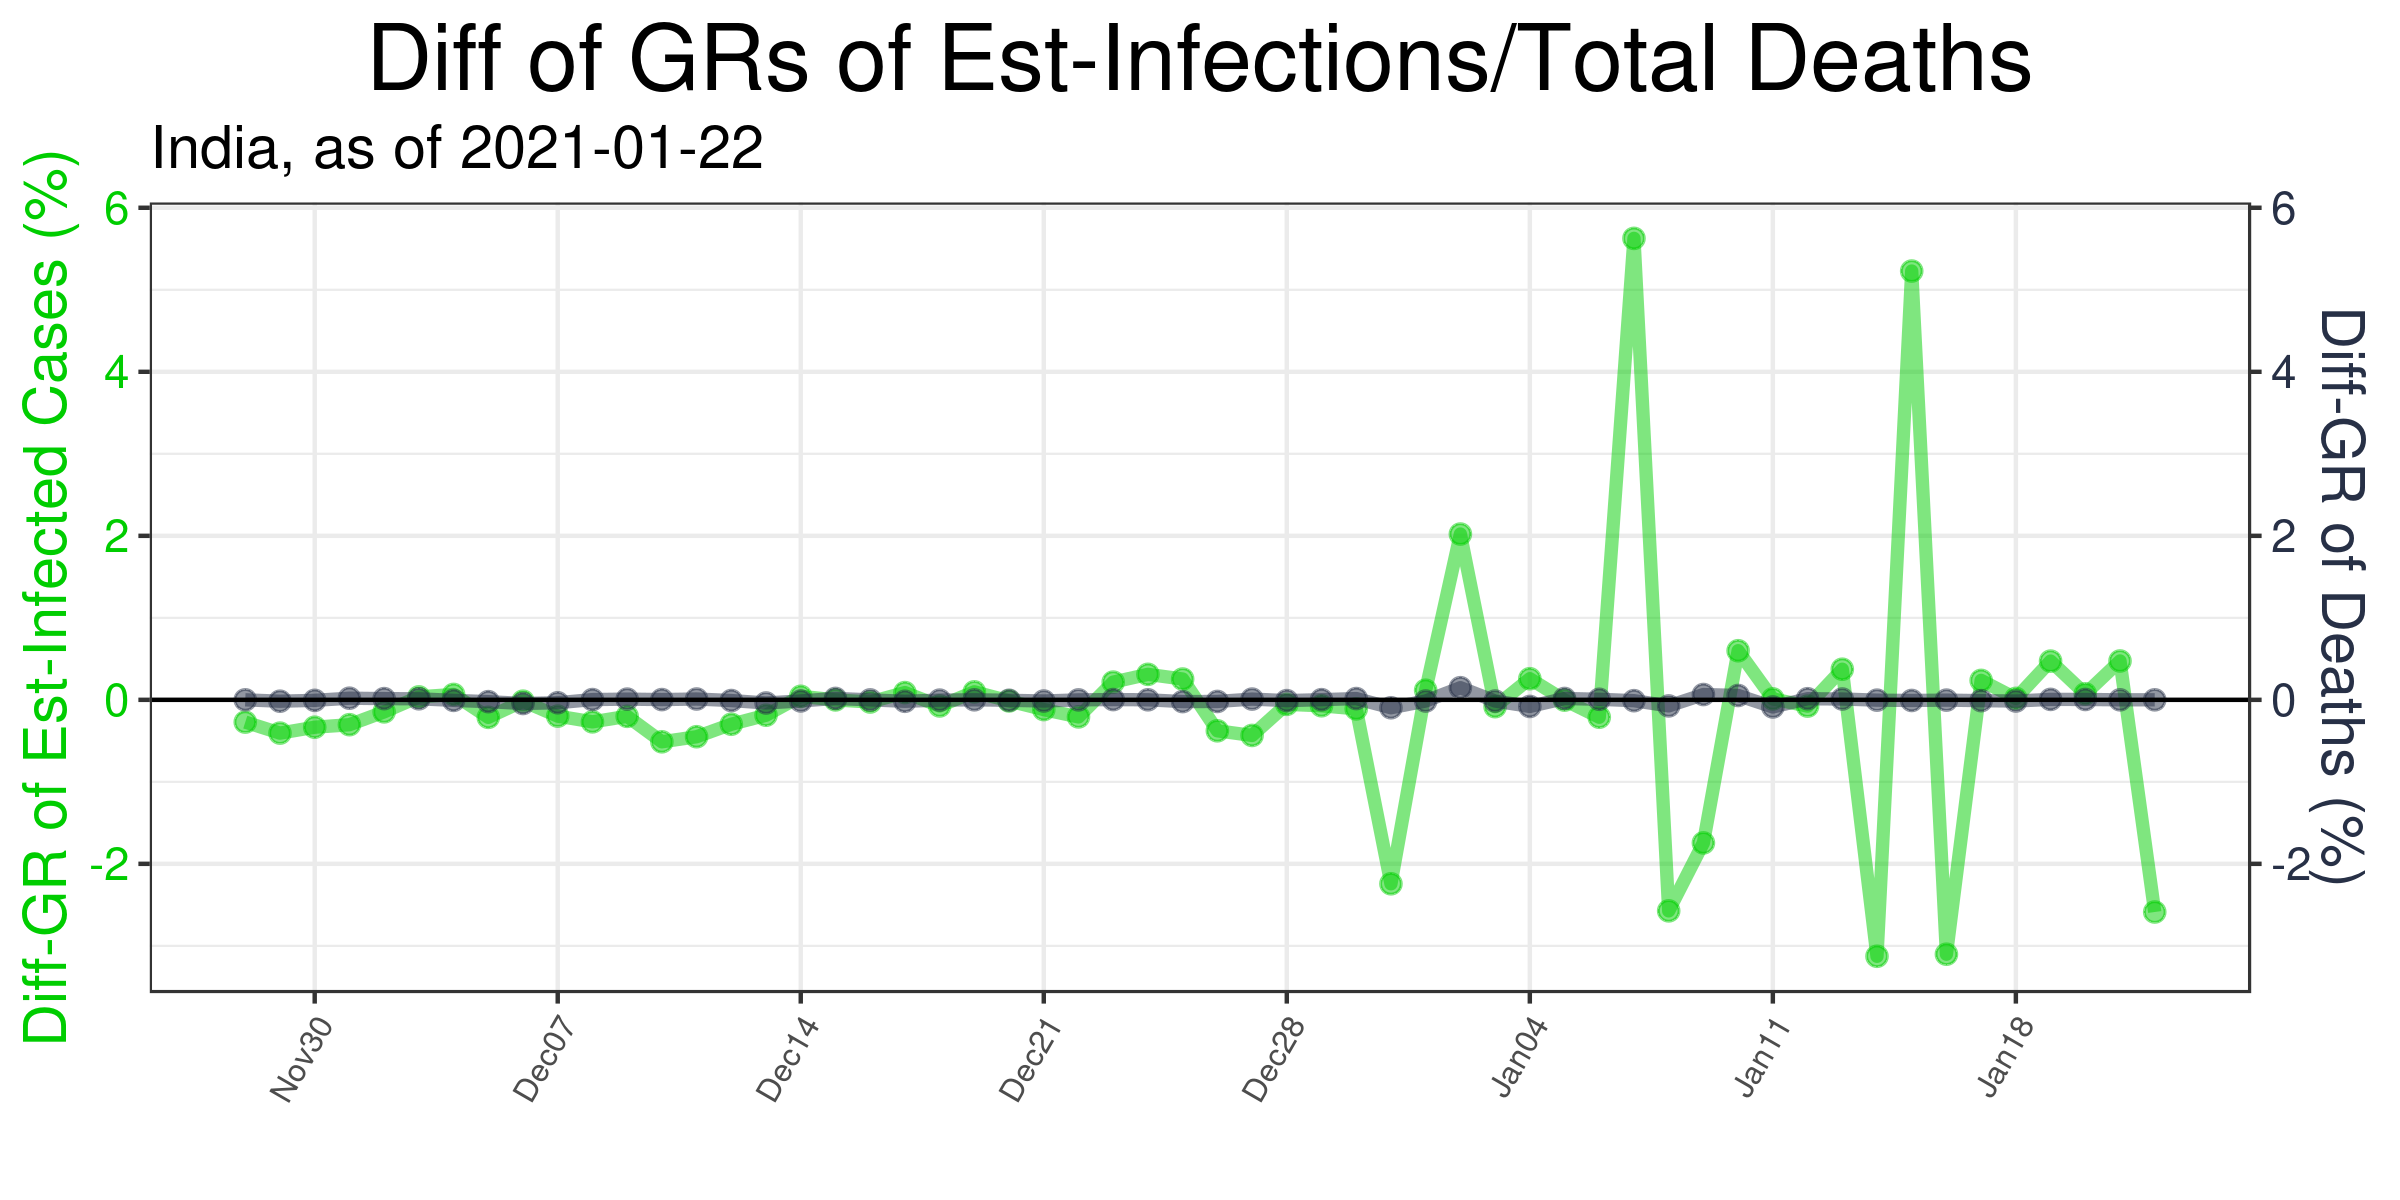 Diff of GRs of Est-Infections/Total Deaths
India, as of 2021-01-22
Diff-GR of Est-Infected Cases (%)
6
4
2
0
-2
6
4
2
0
-2
Diff-GR of Deaths (%)
Nov30
Dec07
Dec14
Dec21
Dec28
Jan04
Jan11
Jan18